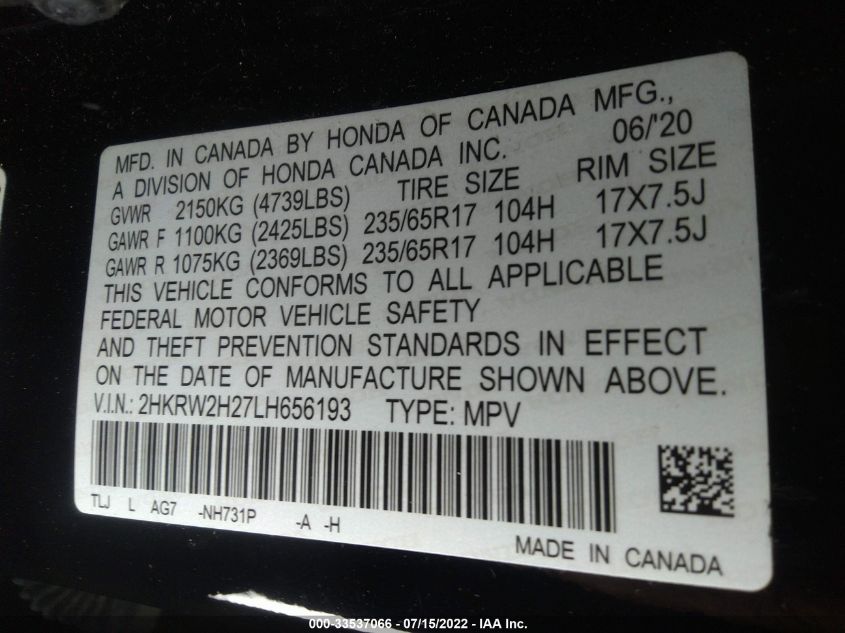 MFD. IN CANADA BY HONDA OF CANADA MFG.,
A DIVISION OF HONDA CANADA INC. 06/'20
GVWR 2150KG (4739LBS) TIRE SIZE RIM SIZE
GAWR F 1100KG (2425LBS) 235/65R17 104H 17X7.5J
GAWR R 1075KG (2369LBS) 235/65R17 104H 17X7.5J
THIS VEHICLE CONFORMS TO ALL APPLICABLE
FEDERAL MOTOR VEHICLE SAFETY
AND THEFT PREVENTION STANDARDS IN EFFECT
ON THE DATE OF MANUFACTURE SHOWN ABOVE.
V.I.N.: 2HKRW2H27LH656193 TYPE: MPV
TLJ L AG7 -NH731P -A -H
MADE IN CANADA
000-33537066 - 07/15/2022 - IAA Inc.